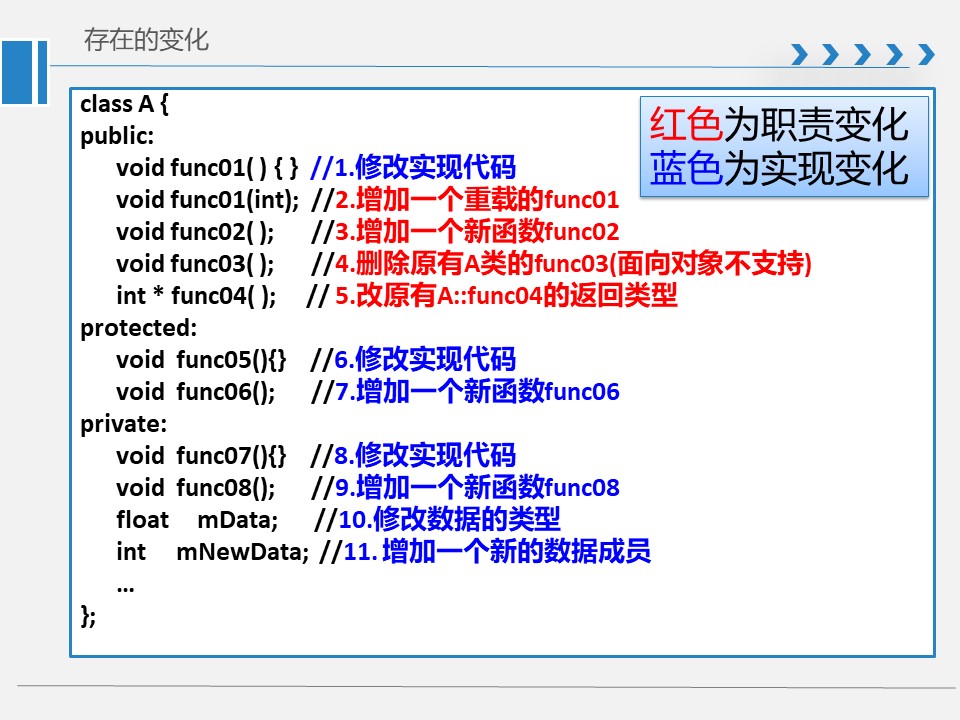 存在的变化
class A {
public:
void func01( ) { } //1.修改实现代码
void func01(int); //2.增加一个重载的func01
void func02( ); //3.增加一个新函数func02
void func03( ); //4.删除原有A类的func03(面向对象不支持)
int * func04( ); // 5.改原有A::func04的返回类型
protected:
void func05(){} //6.修改实现代码
void func06(); //7.增加一个新函数func06
private:
void func07(){} //8.修改实现代码
void func08(); //9.增加一个新函数func08
float mData; //10.修改数据的类型
int mNewData; //11. 增加一个新的数据成员
…
};
红色为职责变化
蓝色为实现变化